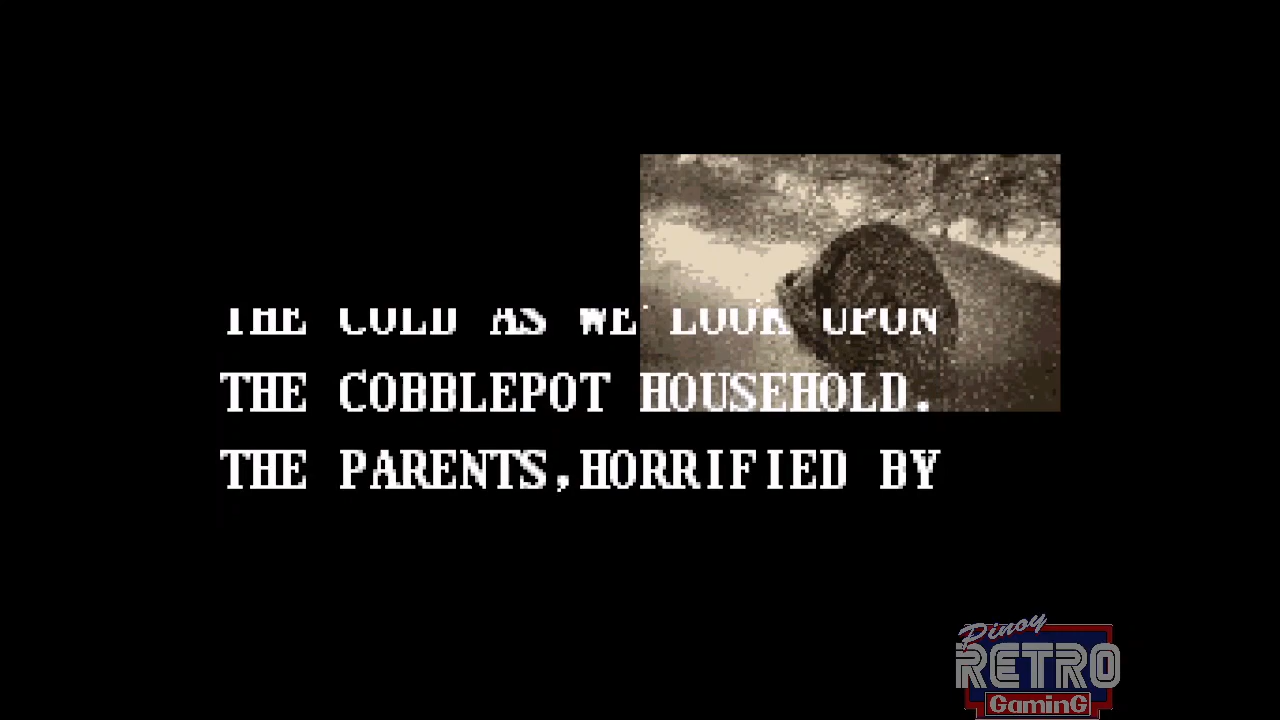 THE COLD AS WE LOOK UPON
THE COBBLEPOT HOUSEHOLD.
THE PARENTS,HORRIFIED BY
Pinoy
RETRO
GaminG